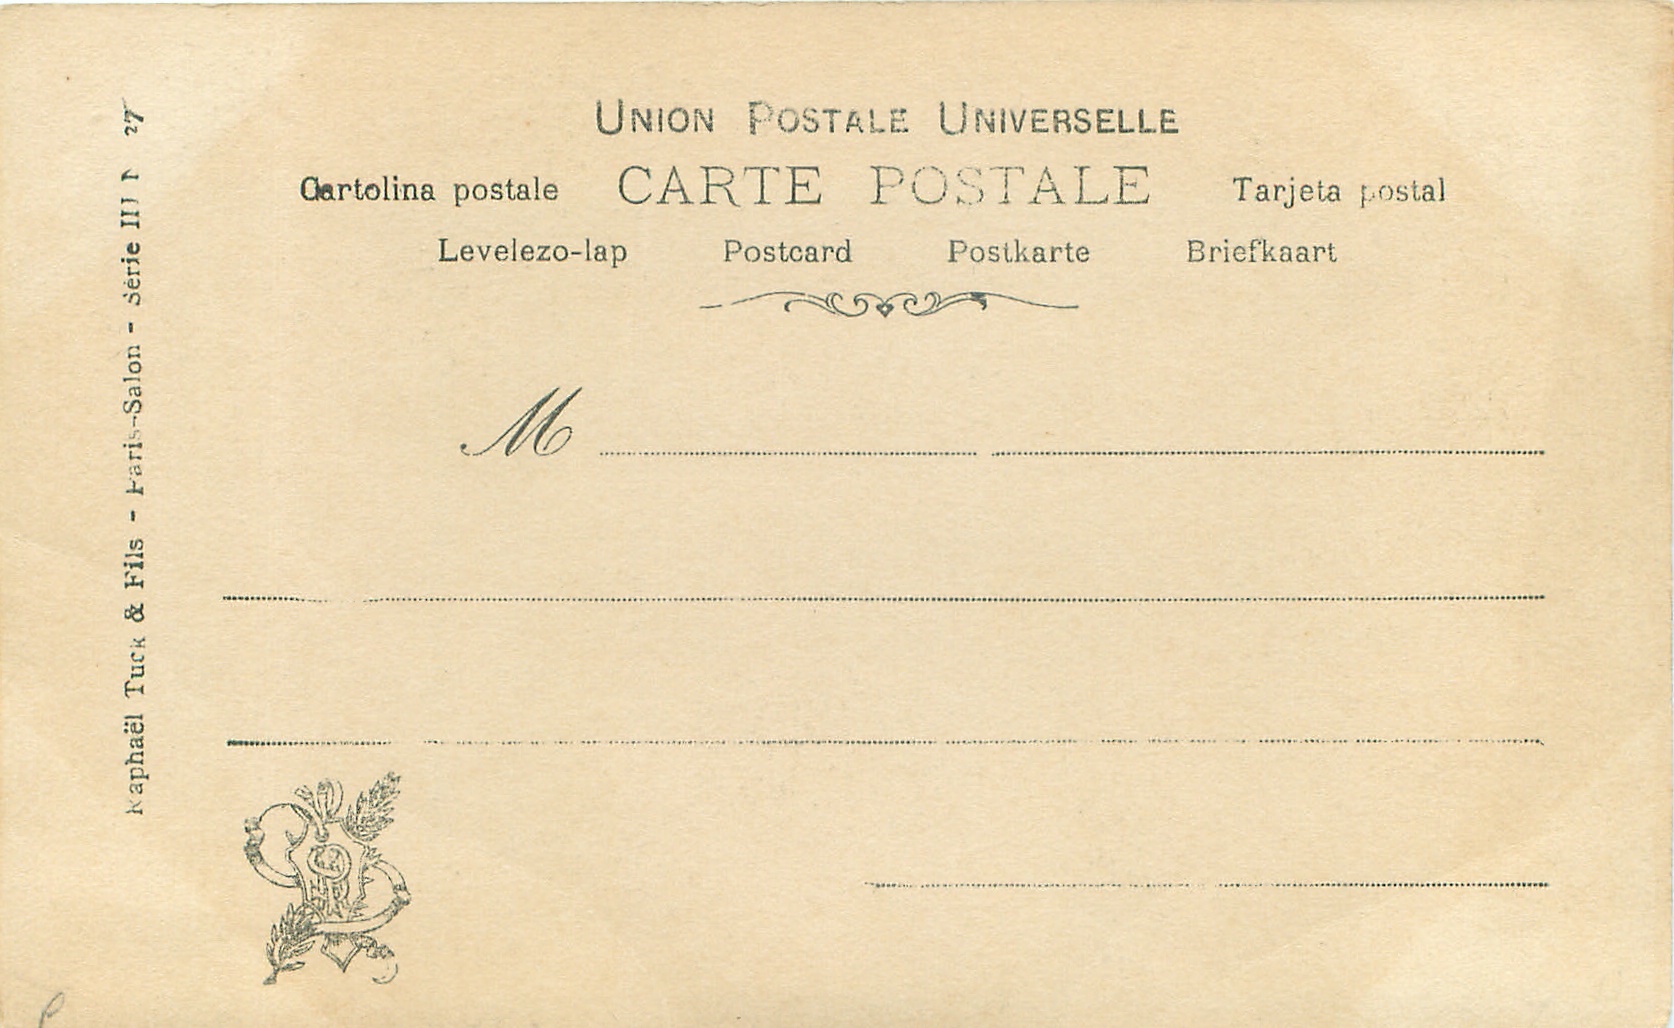 UNION POSTALE UNIVERSELLE
Cartolina postale CARTE POSTALE Tarjeta postal
Levelezo-lap Postcard Postkarte Briefkaart
M
Raphaël Tuck & Fils - Paris-Salon - Série III N 27